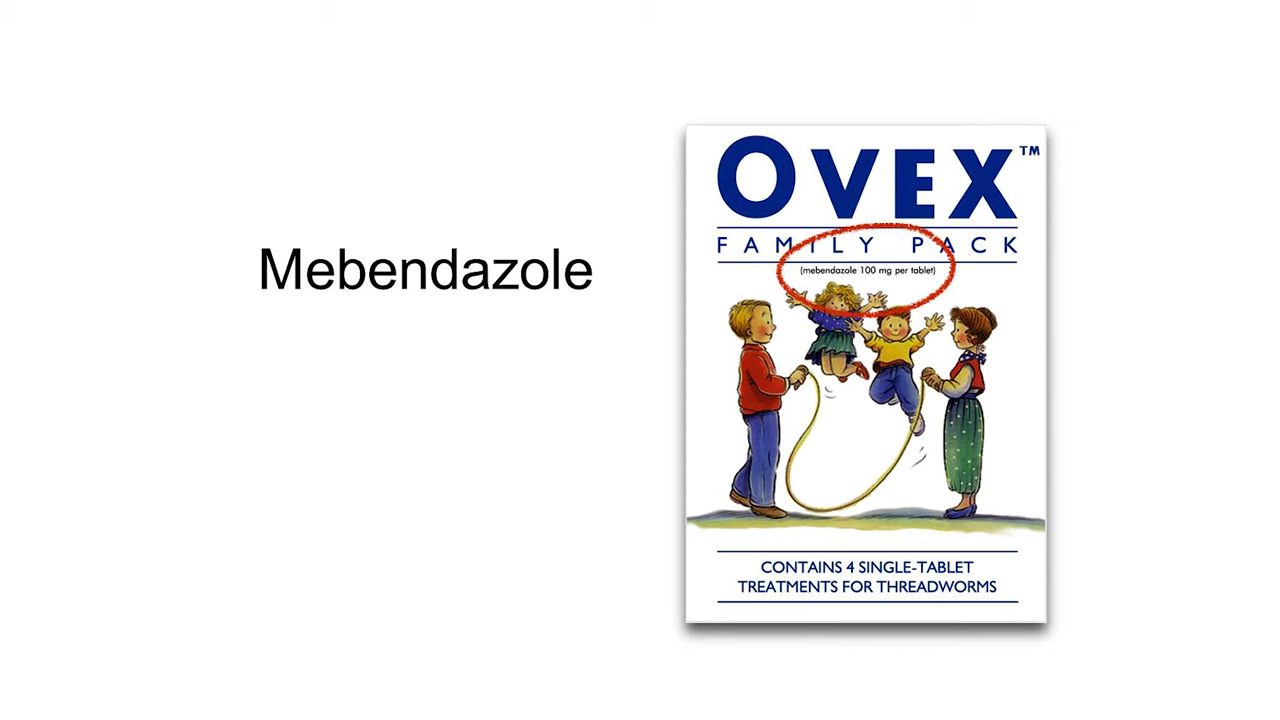 Mebendazole
OVEX™
FAMILY PACK
(mebendazole 100 mg per tablet)
CONTAINS 4 SINGLE-TABLET
TREATMENTS FOR THREADWORMS